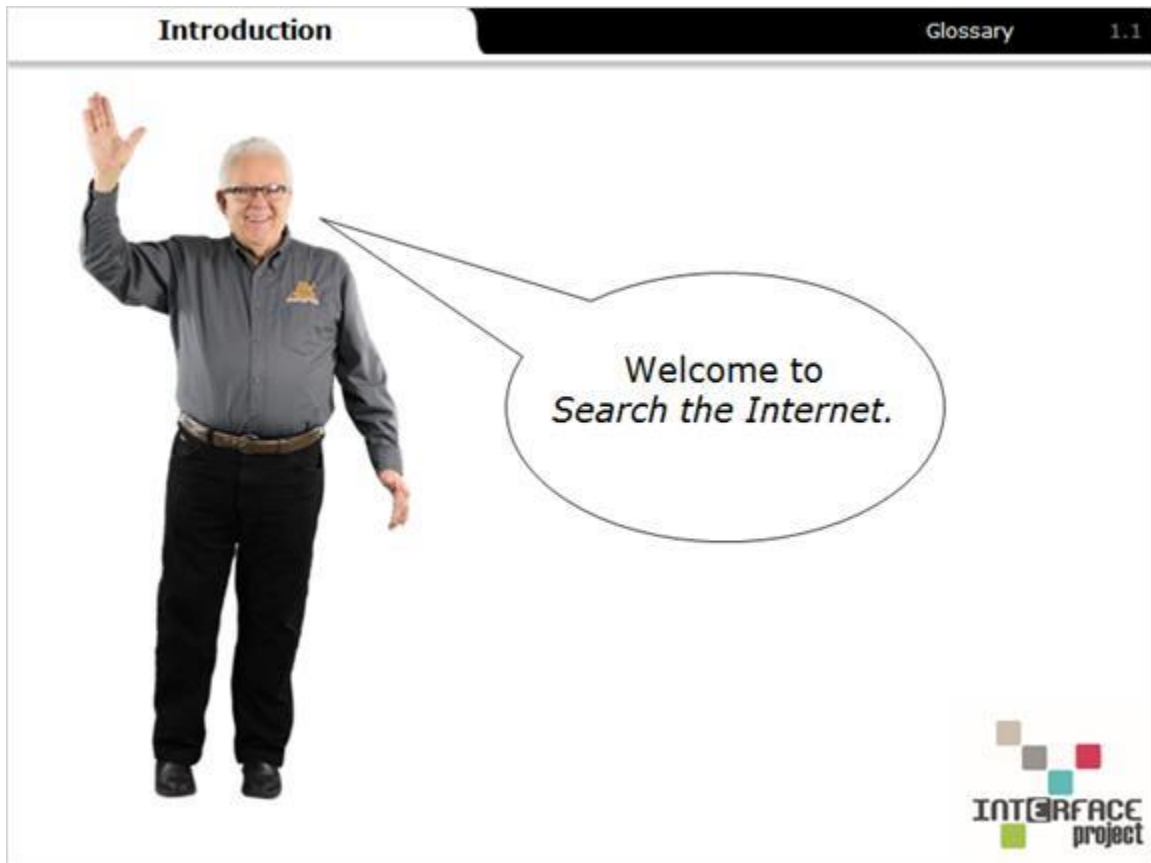 Introduction
Glossary
1.1
Welcome to
Search the Internet.
INTERFACE
project